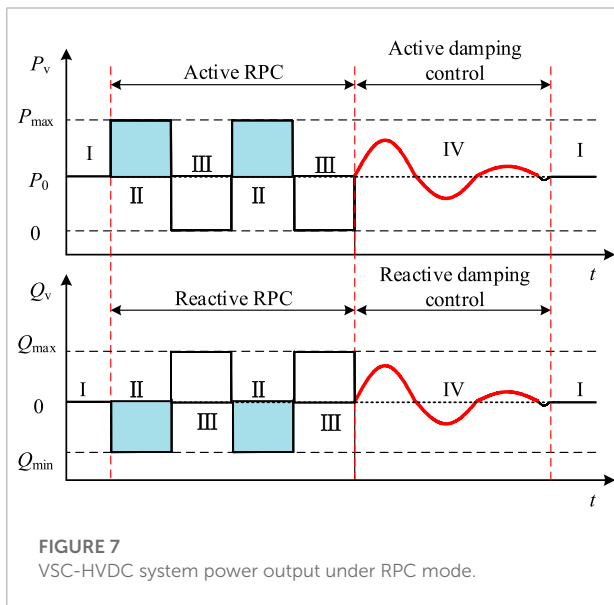 Pv
Active RPC
Active damping
control
Pmax
I
III
III
IV
I
P0
II
II
0
t
Qv
Reactive RPC
Reactive damping
control
Qmax
I
II
II
IV
I
0
III
III
Qmin
t
FIGURE 7
VSC-HVDC system power output under RPC mode.